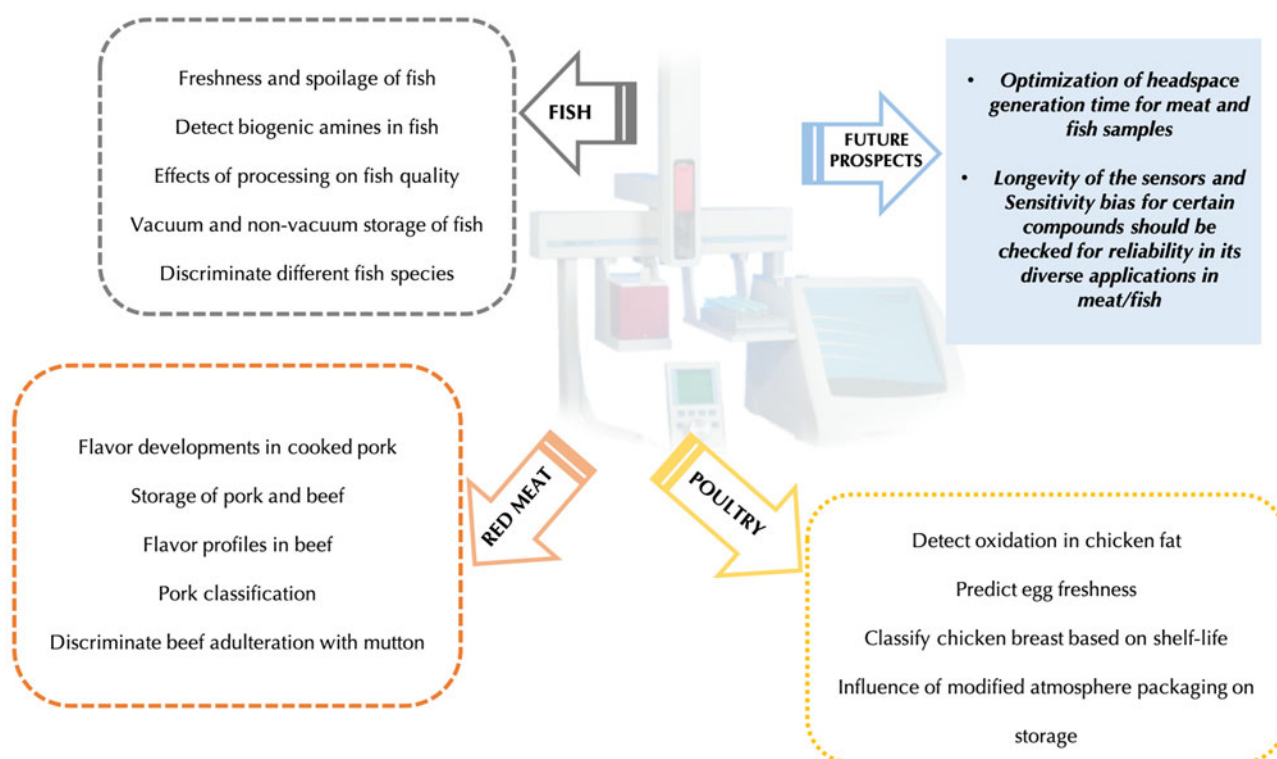 Freshness and spoilage of fish
Detect biogenic amines in fish
Effects of processing on fish quality
Vacuum and non-vacuum storage of fish
Discriminate different fish species
FISH
FUTURE
PROSPECTS
• Optimization of headspace
generation time for meat and
fish samples
• Longevity of the sensors and
Sensitivity bias for certain
compounds should be
checked for reliability in its
diverse applications in
meat/fish
Flavor developments in cooked pork
Storage of pork and beef
Flavor profiles in beef
Pork classification
Discriminate beef adulteration with mutton
RED MEAT
POULTRY
Detect oxidation in chicken fat
Predict egg freshness
Classify chicken breast based on shelf-life
Influence of modified atmosphere packaging on
storage